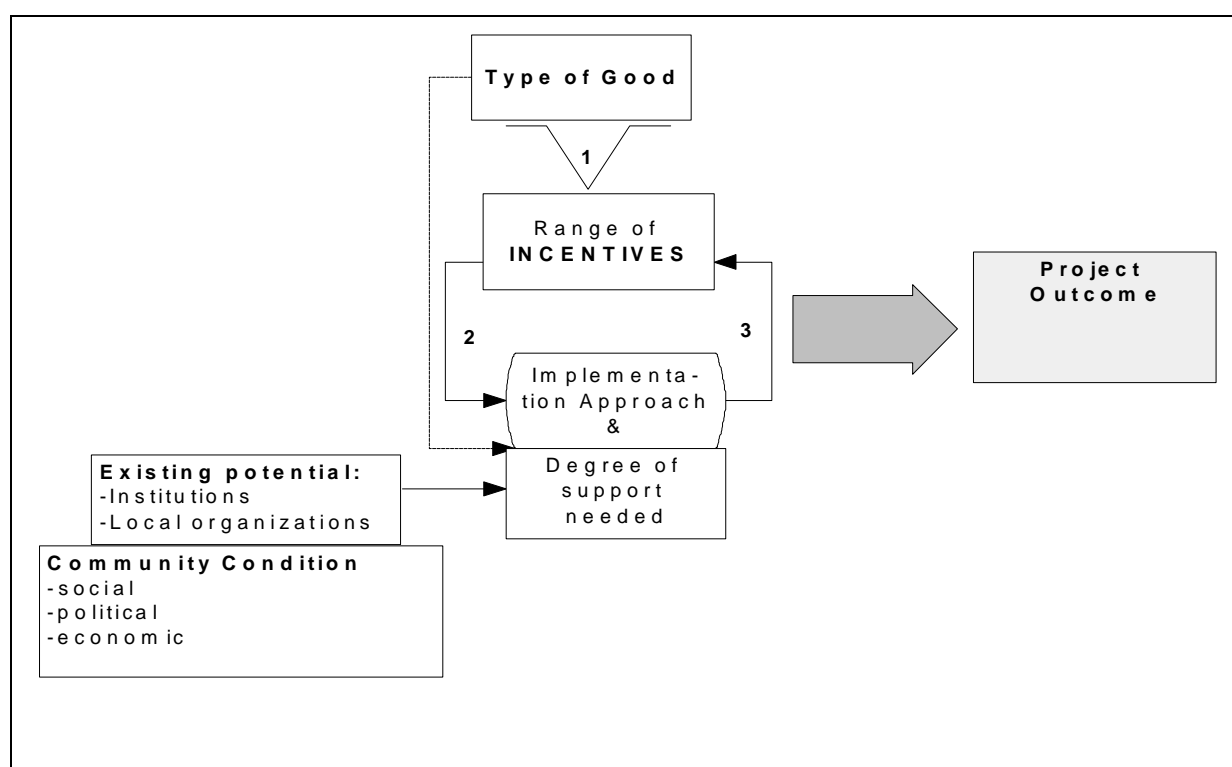 Type of Good
1
Range of
INCENTIVES
2
3
Project
Outcome
Implementa-
tion Approach
&
Degree of
support
needed
Existing potential:
-Institutions
-Local organizations
Community Condition
-social
-political
-economic